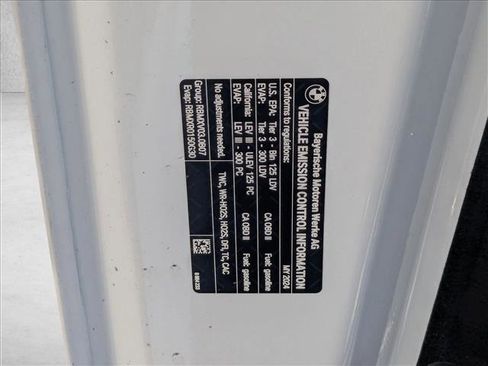 Bayerische Motoren Werke AG
VEHICLE EMISSION CONTROL INFORMATION
Conforms to regulations: MY 2024
U.S. EPA: Tier 3 - Bin 125 LDV CA OBD II Fuel: gasoline
EVAP: Tier 3 - 300 LDV
California: LEV III - ULEV 125 PC CA OBD II Fuel: gasoline
EVAP: LEV III - 300 PC
No adjustments needed. TWC, WR-HO2S, HO2S, DFI, TC, CAC
Group: RBMXV03.0B07
Evap: RBMXR0150G30